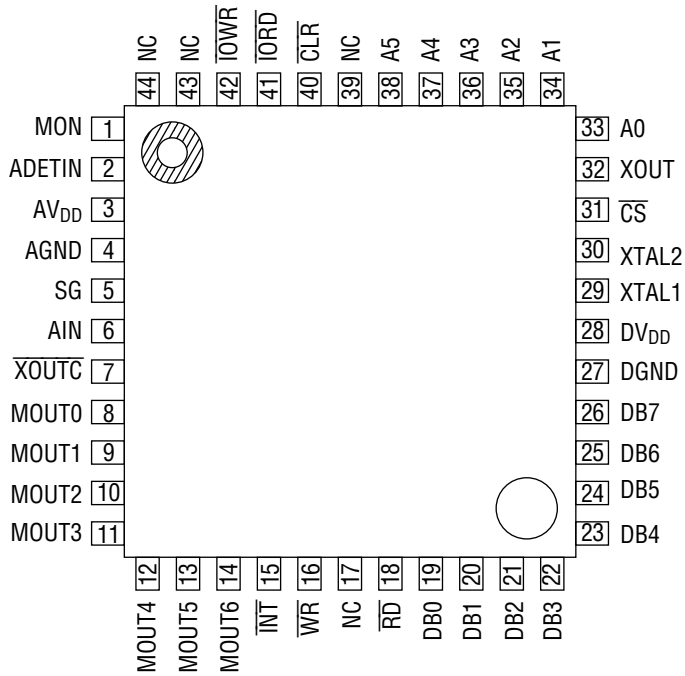 NC NC IOWR IORD CLR NC A5 A4 A3 A2 A1
44 43 42 41 40 39 38 37 36 35 34
MON 1 33 A0
ADETIN 2 32 XOUT
AVDD 3 31 CS
AGND 4 30 XTAL2
SG 5 29 XTAL1
AIN 6 28 DVDD
XOUTC 7 27 DGND
MOUT0 8 26 DB7
MOUT1 9 25 DB6
MOUT2 10 24 DB5
MOUT3 11 23 DB4
12 13 14 15 16 17 18 19 20 21 22
MOUT4 MOUT5 MOUT6 INT WR NC RD DB0 DB1 DB2 DB3